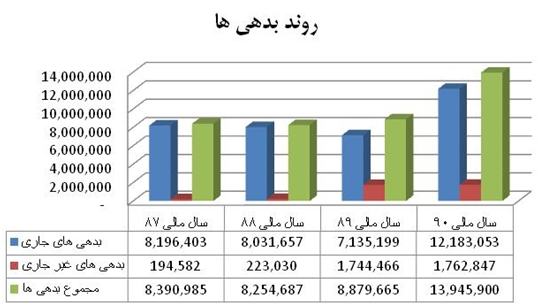 روند بدهی ها
14,000,000
12,000,000
10,000,000
8,000,000
6,000,000
4,000,000
2,000,000
-
سال مالی ۸۷ سال مالی ۸۸ سال مالی ۸۹ سال مالی ۹۰
بدهی های جاری 8,196,403 8,031,657 7,135,199 12,183,053
بدهی های غیر جاری 194,582 223,030 1,744,466 1,762,847
مجموع بدهی ها 8,390,985 8,254,687 8,879,665 13,945,900